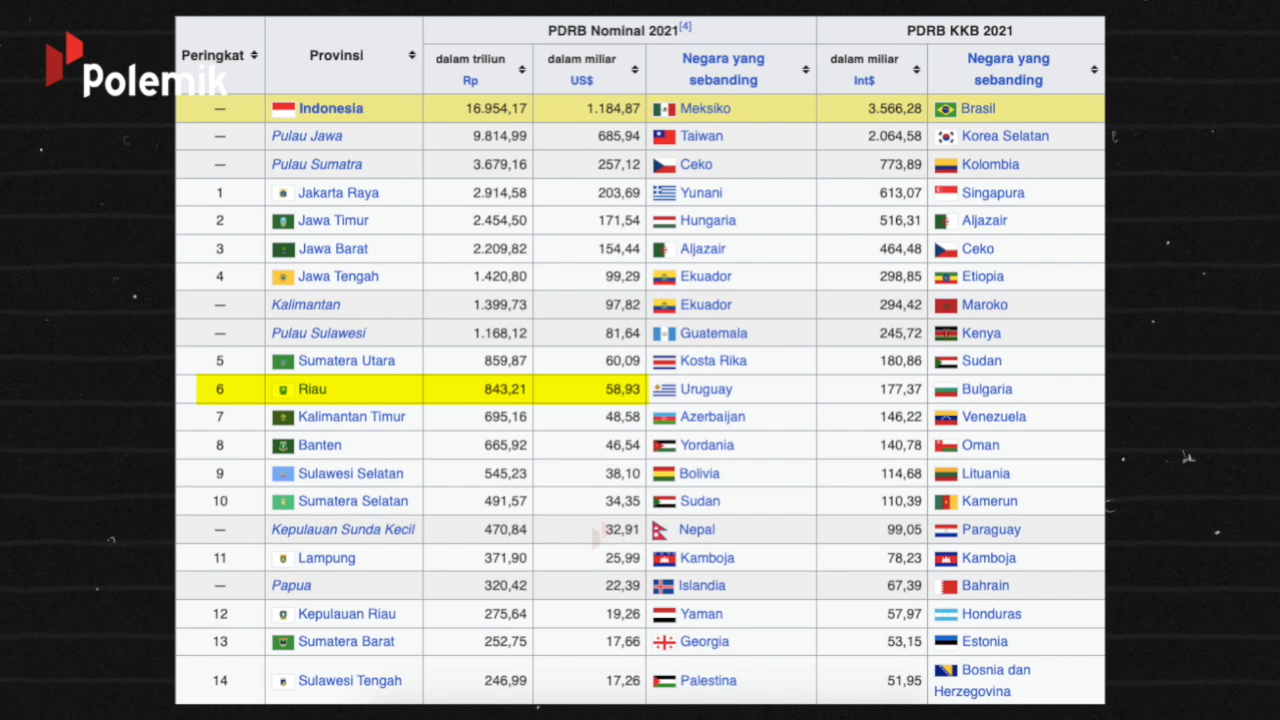 Polemik
Peringkat Provinsi PDRB Nominal 2021[4] PDRB KKB 2021
dalam triliun Rp dalam miliar US$ Negara yang sebanding dalam miliar Int$ Negara yang sebanding
— Indonesia 16.954,17 1.184,87 Meksiko 3.566,28 Brasil
— Pulau Jawa 9.814,99 685,94 Taiwan 2.064,58 Korea Selatan
— Pulau Sumatra 3.679,16 257,12 Ceko 773,89 Kolombia
1 Jakarta Raya 2.914,58 203,69 Yunani 613,07 Singapura
2 Jawa Timur 2.454,50 171,54 Hungaria 516,31 Aljazair
3 Jawa Barat 2.209,82 154,44 Aljazair 464,48 Ceko
4 Jawa Tengah 1.420,80 99,29 Ekuador 298,85 Etiopia
— Kalimantan 1.399,73 97,82 Ekuador 294,42 Maroko
— Pulau Sulawesi 1.168,12 81,64 Guatemala 245,72 Kenya
5 Sumatera Utara 859,87 60,09 Kosta Rika 180,86 Sudan
6 Riau 843,21 58,93 Uruguay 177,37 Bulgaria
7 Kalimantan Timur 695,16 48,58 Azerbaijan 146,22 Venezuela
8 Banten 665,92 46,54 Yordania 140,78 Oman
9 Sulawesi Selatan 545,23 38,10 Bolivia 114,68 Lituania
10 Sumatera Selatan 491,57 34,35 Sudan 110,39 Kamerun
— Kepulauan Sunda Kecil 470,84 32,91 Nepal 99,05 Paraguay
11 Lampung 371,90 25,99 Kamboja 78,23 Kamboja
— Papua 320,42 22,39 Islandia 67,39 Bahrain
12 Kepulauan Riau 275,64 19,26 Yaman 57,97 Honduras
13 Sumatera Barat 252,75 17,66 Georgia 53,15 Estonia
14 Sulawesi Tengah 246,99 17,26 Palestina 51,95 Bosnia dan Herzegovina